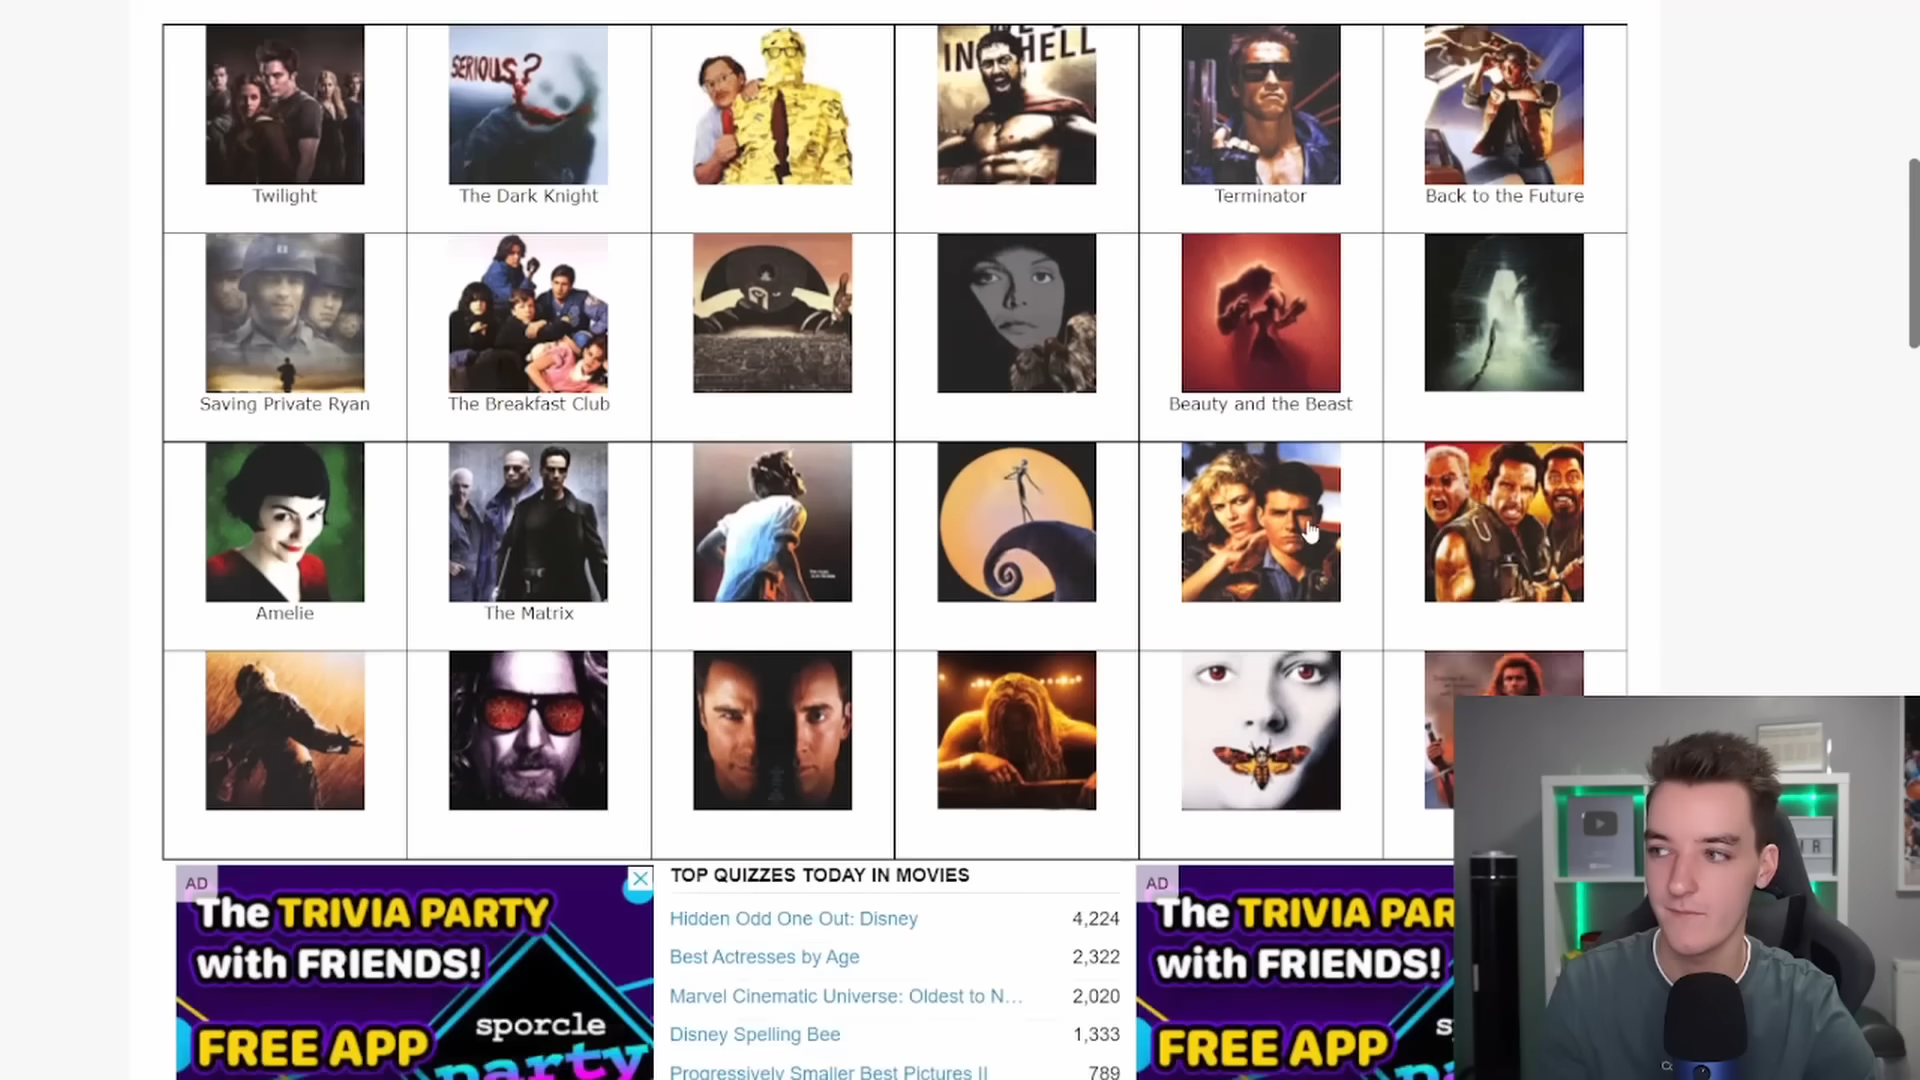 SERIOUS?
IN HELL
Twilight
The Dark Knight
Terminator
Back to the Future
Saving Private Ryan
The Breakfast Club
Beauty and the Beast
Amelie
The Matrix
AD
The TRIVIA PARTY
with FRIENDS!
sporcle
FREE APP
party
TOP QUIZZES TODAY IN MOVIES
Hidden Odd One Out: Disney 4,224
Best Actresses by Age 2,322
Marvel Cinematic Universe: Oldest to N... 2,020
Disney Spelling Bee 1,333
Progressively Smaller Best Pictures II 789
AD
The TRIVIA PAR
with FRIENDS!
s
FREE APP